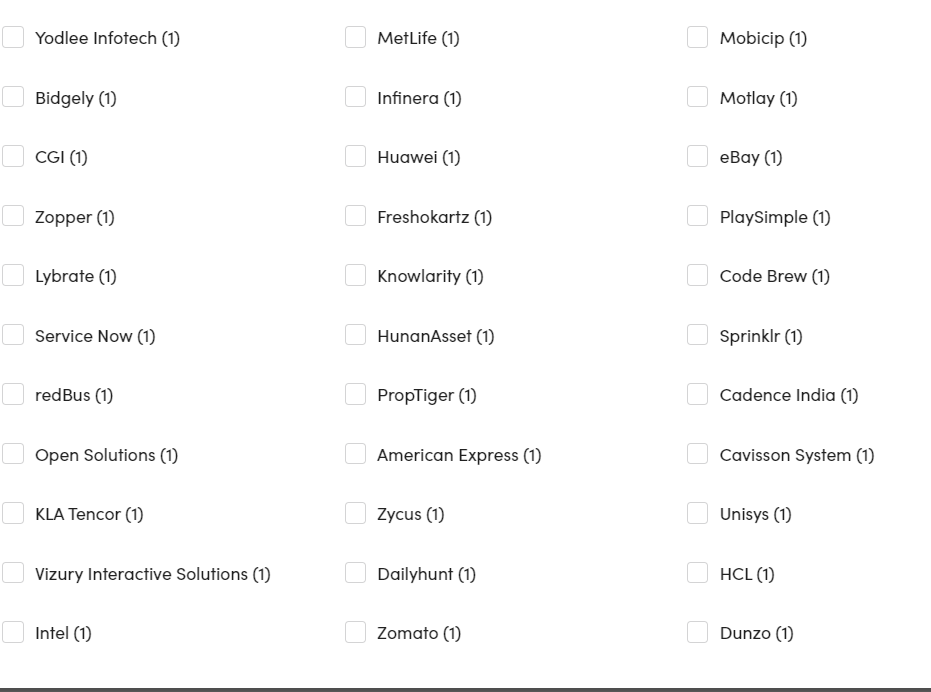 Yodlee Infotech (1)
MetLife (1)
Mobicip (1)
Bidgely (1)
Infinera (1)
Motlay (1)
CGI (1)
Huawei (1)
eBay (1)
Zopper (1)
Freshokartz (1)
PlaySimple (1)
Lybrate (1)
Knowlarity (1)
Code Brew (1)
Service Now (1)
HunanAsset (1)
Sprinklr (1)
redBus (1)
PropTiger (1)
Cadence India (1)
Open Solutions (1)
American Express (1)
Cavisson System (1)
KLA Tencor (1)
Zycus (1)
Unisys (1)
Vizury Interactive Solutions (1)
Dailyhunt (1)
HCL (1)
Intel (1)
Zomato (1)
Dunzo (1)